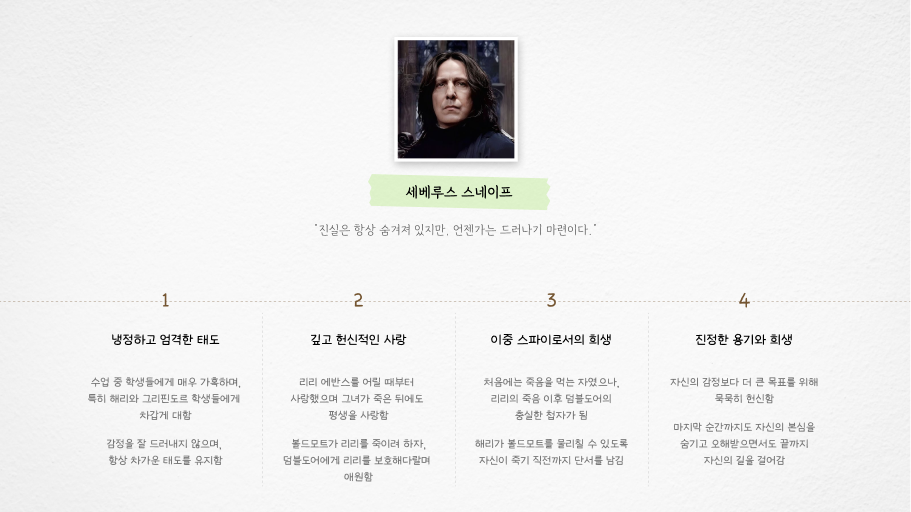 세베루스 스네이프
"진실은 항상 숨겨져 있지만, 언젠가는 드러나기 마련이다."
1
2
3
4
냉정하고 엄격한 태도
깊고 헌신적인 사랑
이중 스파이로서의 희생
진정한 용기와 희생
수업 중 학생들에게 매우 가혹하며,
특히 해리와 그리핀도르 학생들에게
차갑게 대함
감정을 잘 드러내지 않으며,
항상 차가운 태도를 유지함
리리 에반스를 어릴 때부터
사랑했으며 그녀가 죽은 뒤에도
평생을 사랑함
볼드모트가 리리를 죽이려 하자,
덤블도어에게 리리를 보호해다랄며
애원함
처음에는 죽음을 먹는 자였으나,
리리의 죽음 이후 덤블도어의
충실한 첩자가 됨
해리가 볼드모트를 물리칠 수 있도록
자신이 죽기 직전까지 단서를 남김
자신의 감정보다 더 큰 목표를 위해
묵묵히 헌신함
마지막 순간까지도 자신의 본심을
숨기고 오해받으면서도 끝까지
자신의 길을 걸어감